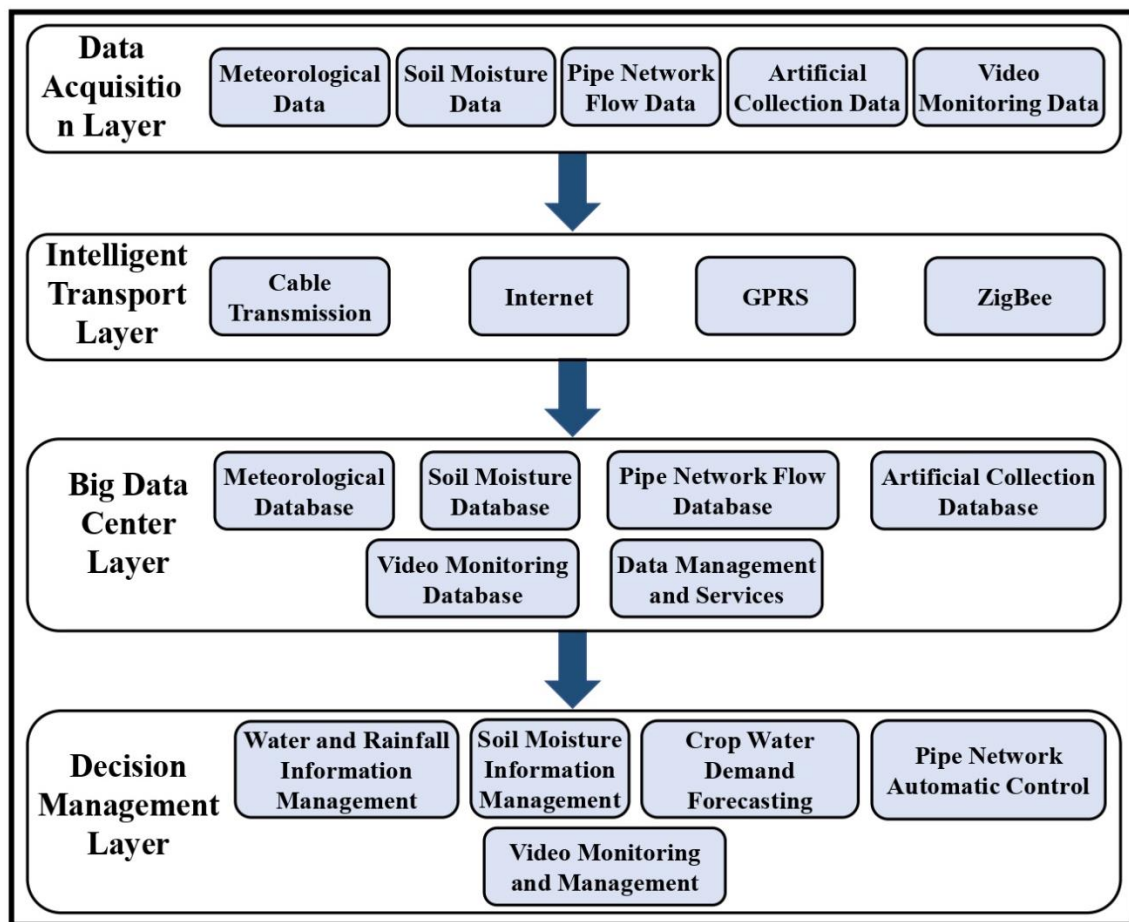 Data
Acquisitio
n Layer
Meteorological
Data
Soil Moisture
Data
Pipe Network
Flow Data
Artificial
Collection Data
Video
Monitoring Data
Intelligent
Transport
Layer
Cable
Transmission
Internet
GPRS
ZigBee
Big Data
Center
Layer
Meteorological
Database
Soil Moisture
Database
Pipe Network Flow
Database
Artificial Collection
Database
Video Monitoring
Database
Data Management
and Services
Decision
Management
Layer
Water and Rainfall
Information
Management
Soil Moisture
Information
Management
Crop Water
Demand
Forecasting
Pipe Network
Automatic Control
Video Monitoring
and Management